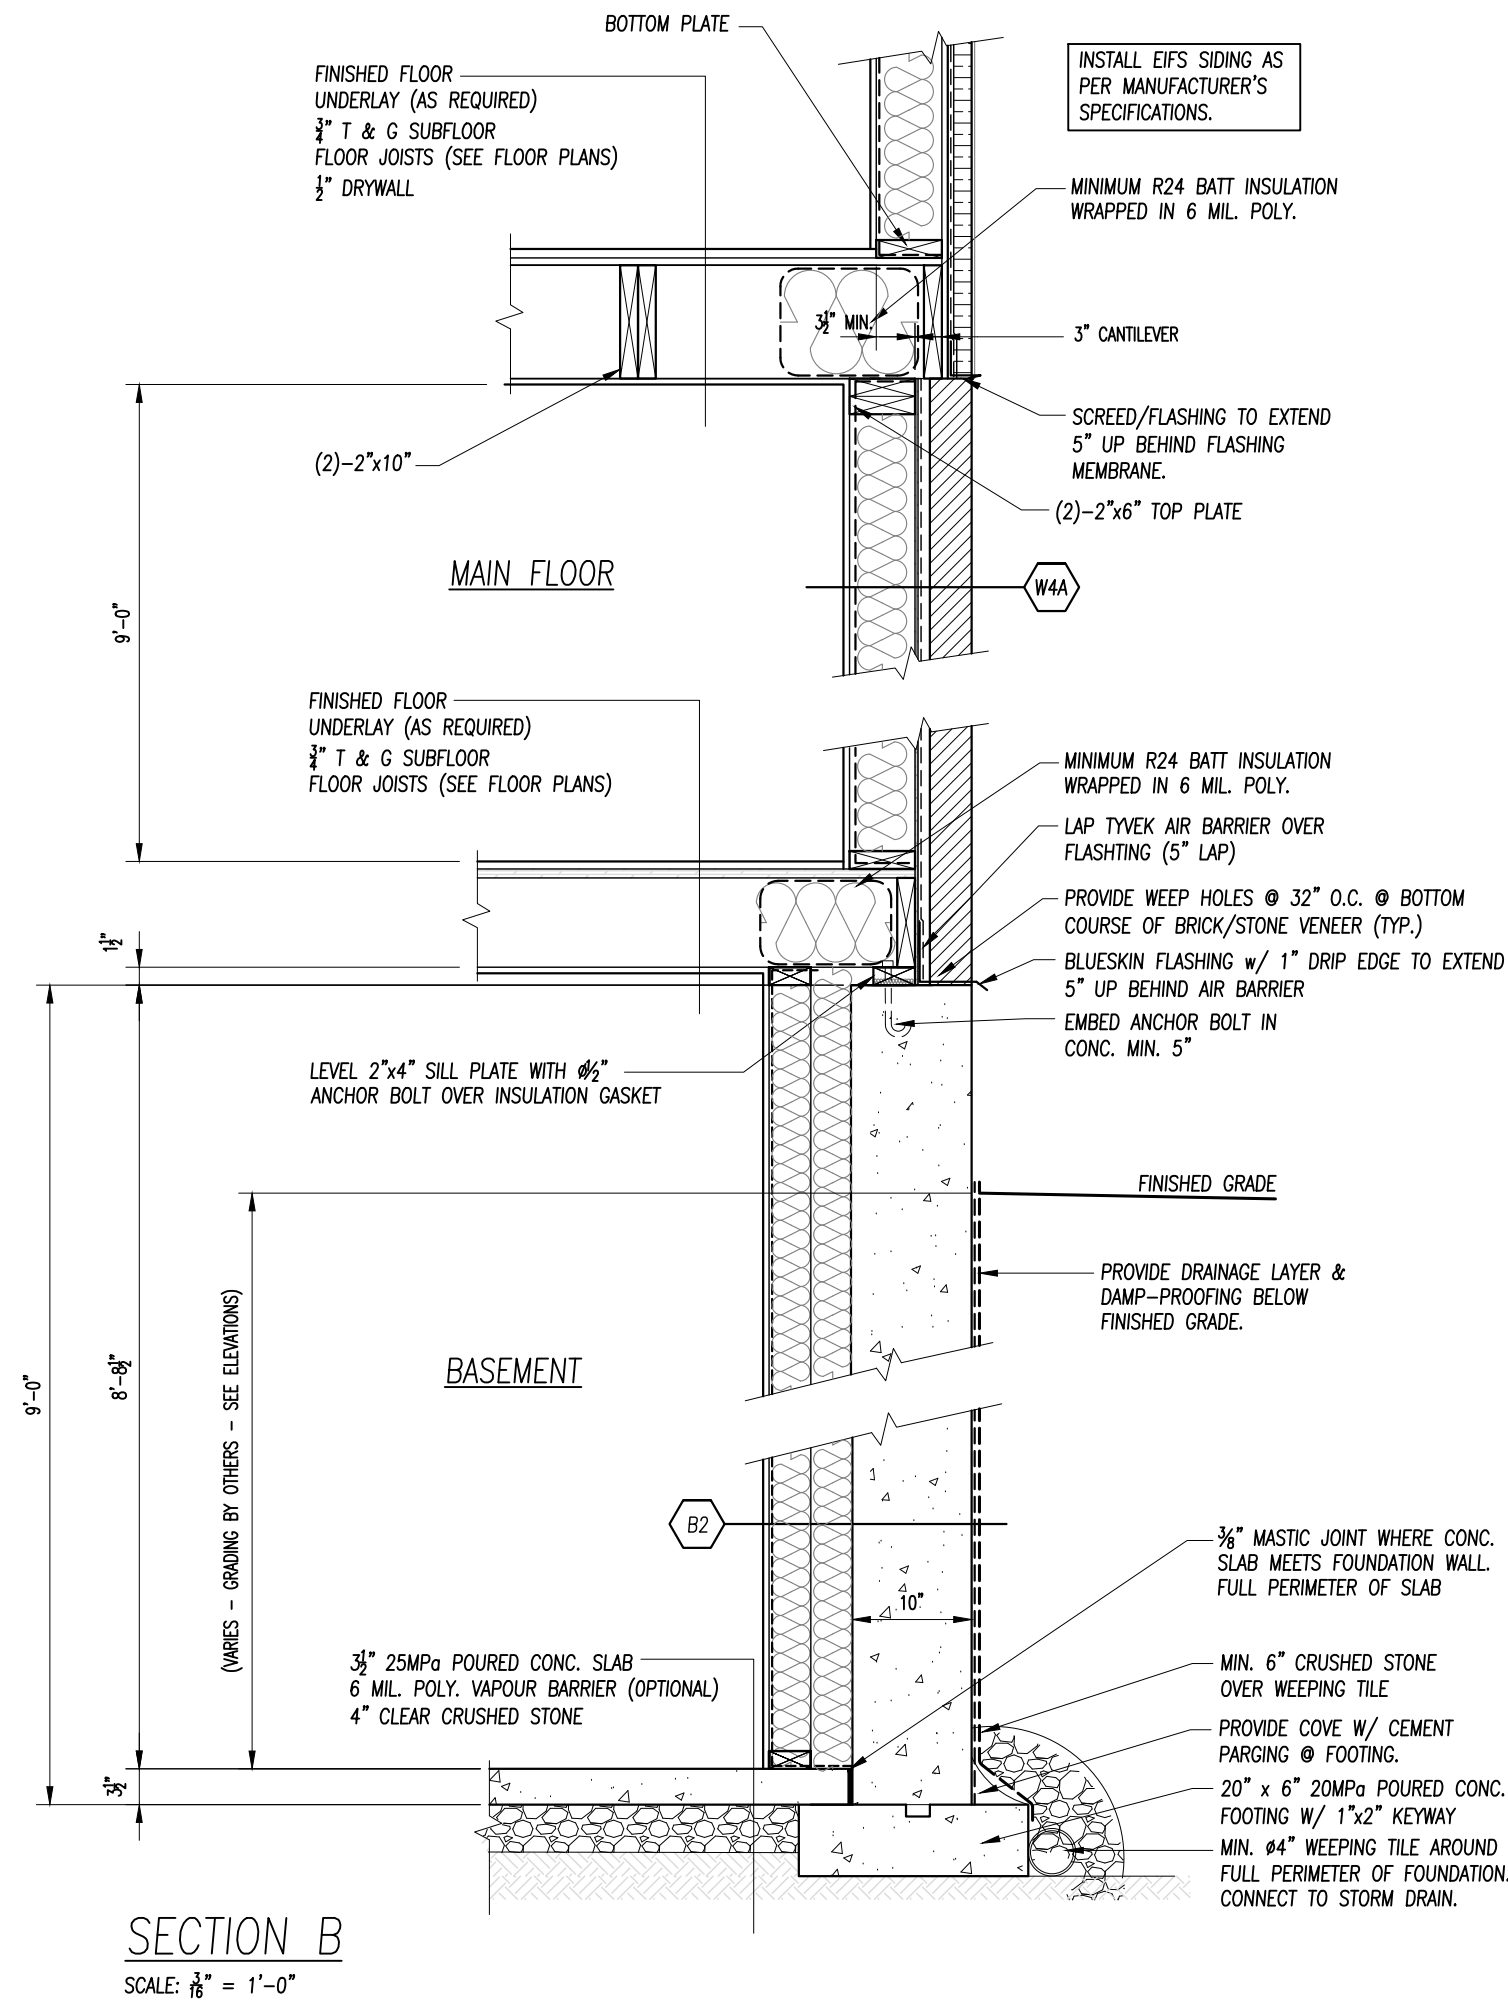 BOTTOM PLATE
FINISHED FLOOR
UNDERLAY (AS REQUIRED)
3/4" T & G SUBFLOOR
FLOOR JOISTS (SEE FLOOR PLANS)
1/2" DRYWALL
INSTALL EIFS SIDING AS
PER MANUFACTURER'S
SPECIFICATIONS.
MINIMUM R24 BATT INSULATION
WRAPPED IN 6 MIL. POLY.
3 1/2" MIN.
3" CANTILEVER
SCREED/FLASHING TO EXTEND
5" UP BEHIND FLASHING
MEMBRANE.
(2)-2"x10"
(2)-2"x6" TOP PLATE
MAIN FLOOR
W4A
9'-0"
FINISHED FLOOR
UNDERLAY (AS REQUIRED)
3/4" T & G SUBFLOOR
FLOOR JOISTS (SEE FLOOR PLANS)
MINIMUM R24 BATT INSULATION
WRAPPED IN 6 MIL. POLY.
LAP TYVEK AIR BARRIER OVER
FLASHTING (5" LAP)
PROVIDE WEEP HOLES @ 32" O.C. @ BOTTOM
COURSE OF BRICK/STONE VENEER (TYP.)
1 1/2"
BLUESKIN FLASHING w/ 1" DRIP EDGE TO EXTEND
5" UP BEHIND AIR BARRIER
EMBED ANCHOR BOLT IN
CONC. MIN. 5"
LEVEL 2"x4" SILL PLATE WITH ø1/2"
ANCHOR BOLT OVER INSULATION GASKET
FINISHED GRADE
PROVIDE DRAINAGE LAYER &
DAMP-PROOFING BELOW
FINISHED GRADE.
9'-0"
8'-8 1/2"
(VARIES - GRADING BY OTHERS - SEE ELEVATIONS)
BASEMENT
B2
3/8" MASTIC JOINT WHERE CONC.
SLAB MEETS FOUNDATION WALL.
FULL PERIMETER OF SLAB
10"
3 1/2" 25MPa POURED CONC. SLAB
6 MIL. POLY. VAPOUR BARRIER (OPTIONAL)
4" CLEAR CRUSHED STONE
MIN. 6" CRUSHED STONE
OVER WEEPING TILE
PROVIDE COVE W/ CEMENT
PARGING @ FOOTING.
3 1/2"
20" x 6" 20MPa POURED CONC.
FOOTING W/ 1"x2" KEYWAY
MIN. ø4" WEEPING TILE AROUND
FULL PERIMETER OF FOUNDATION.
CONNECT TO STORM DRAIN.
SECTION B
SCALE: 3/16" = 1'-0"